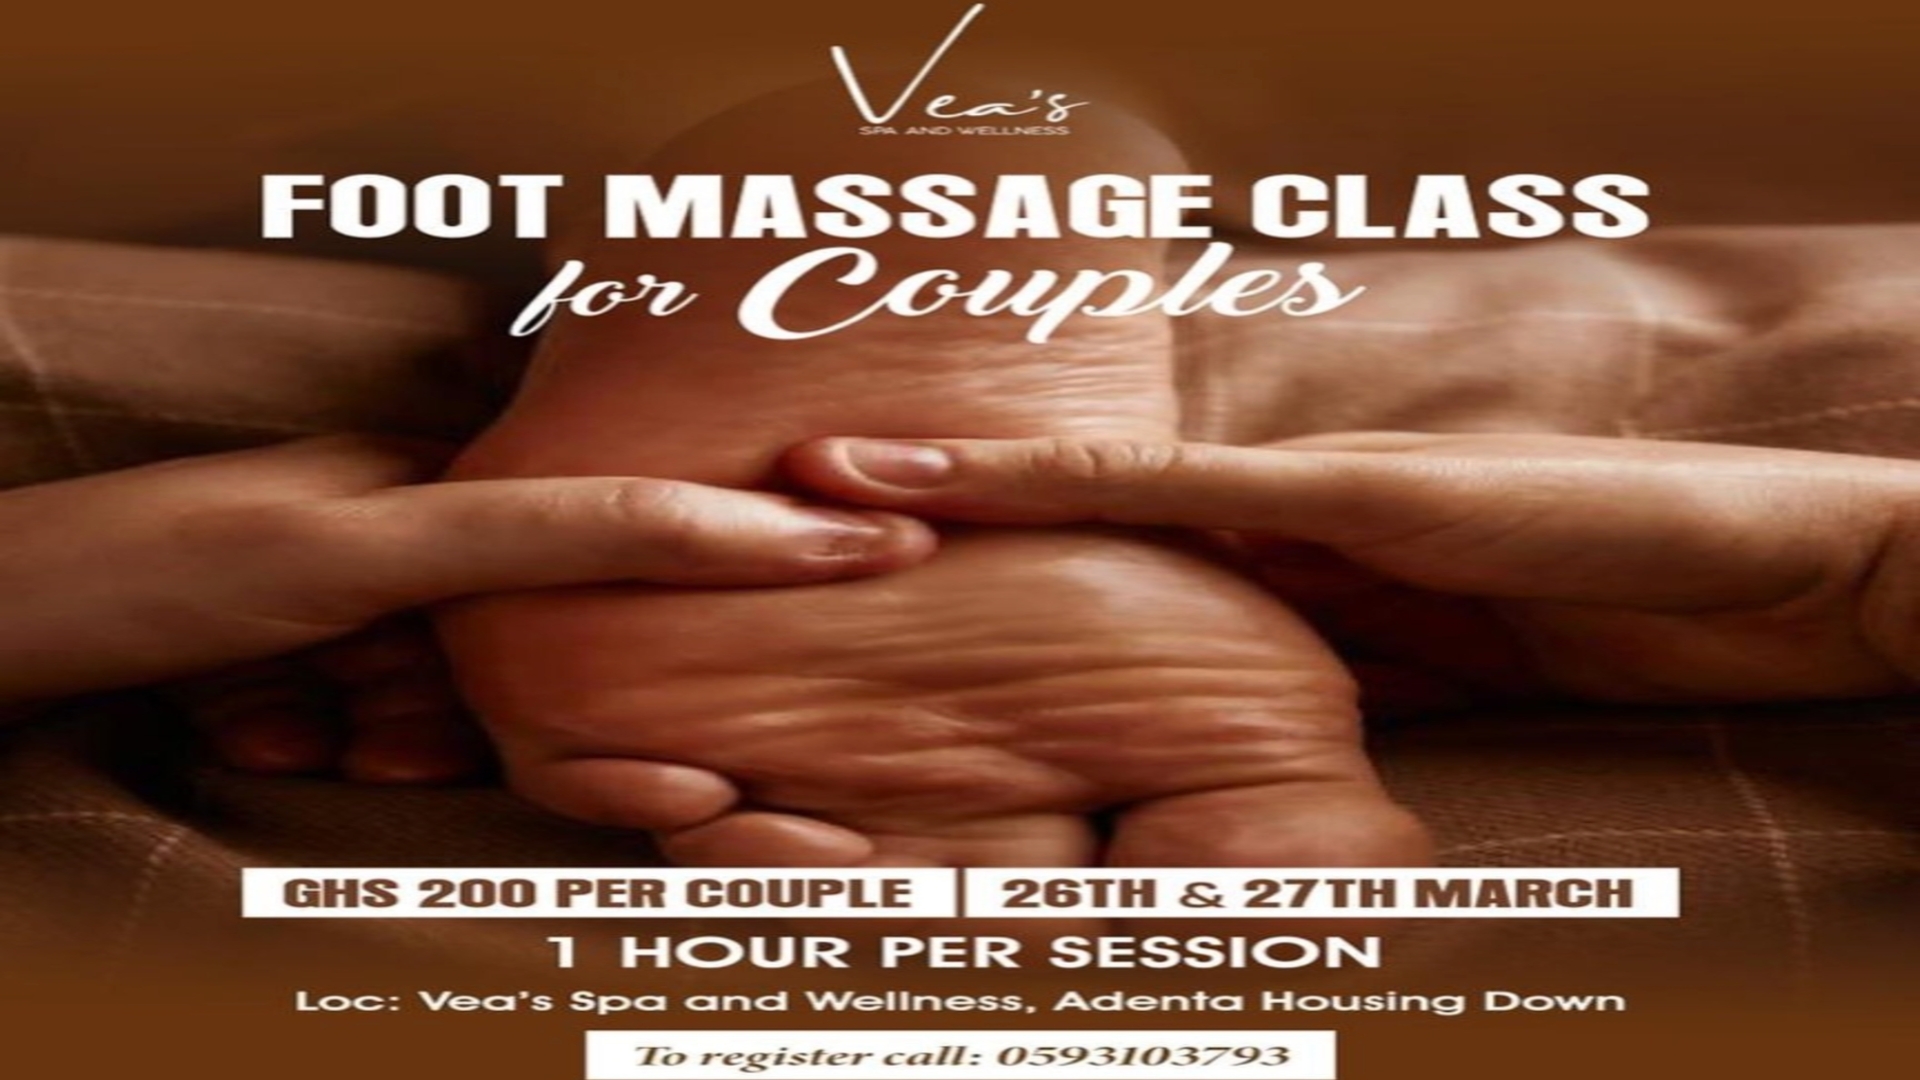 Vea's
SPA AND WELLNESS
FOOT MASSAGE CLASS
for Couples
GHS 200 PER COUPLE
26TH & 27TH MARCH
1 HOUR PER SESSION
Loc: Vea's Spa and Wellness, Adenta Housing Down
To register call: 0593103793